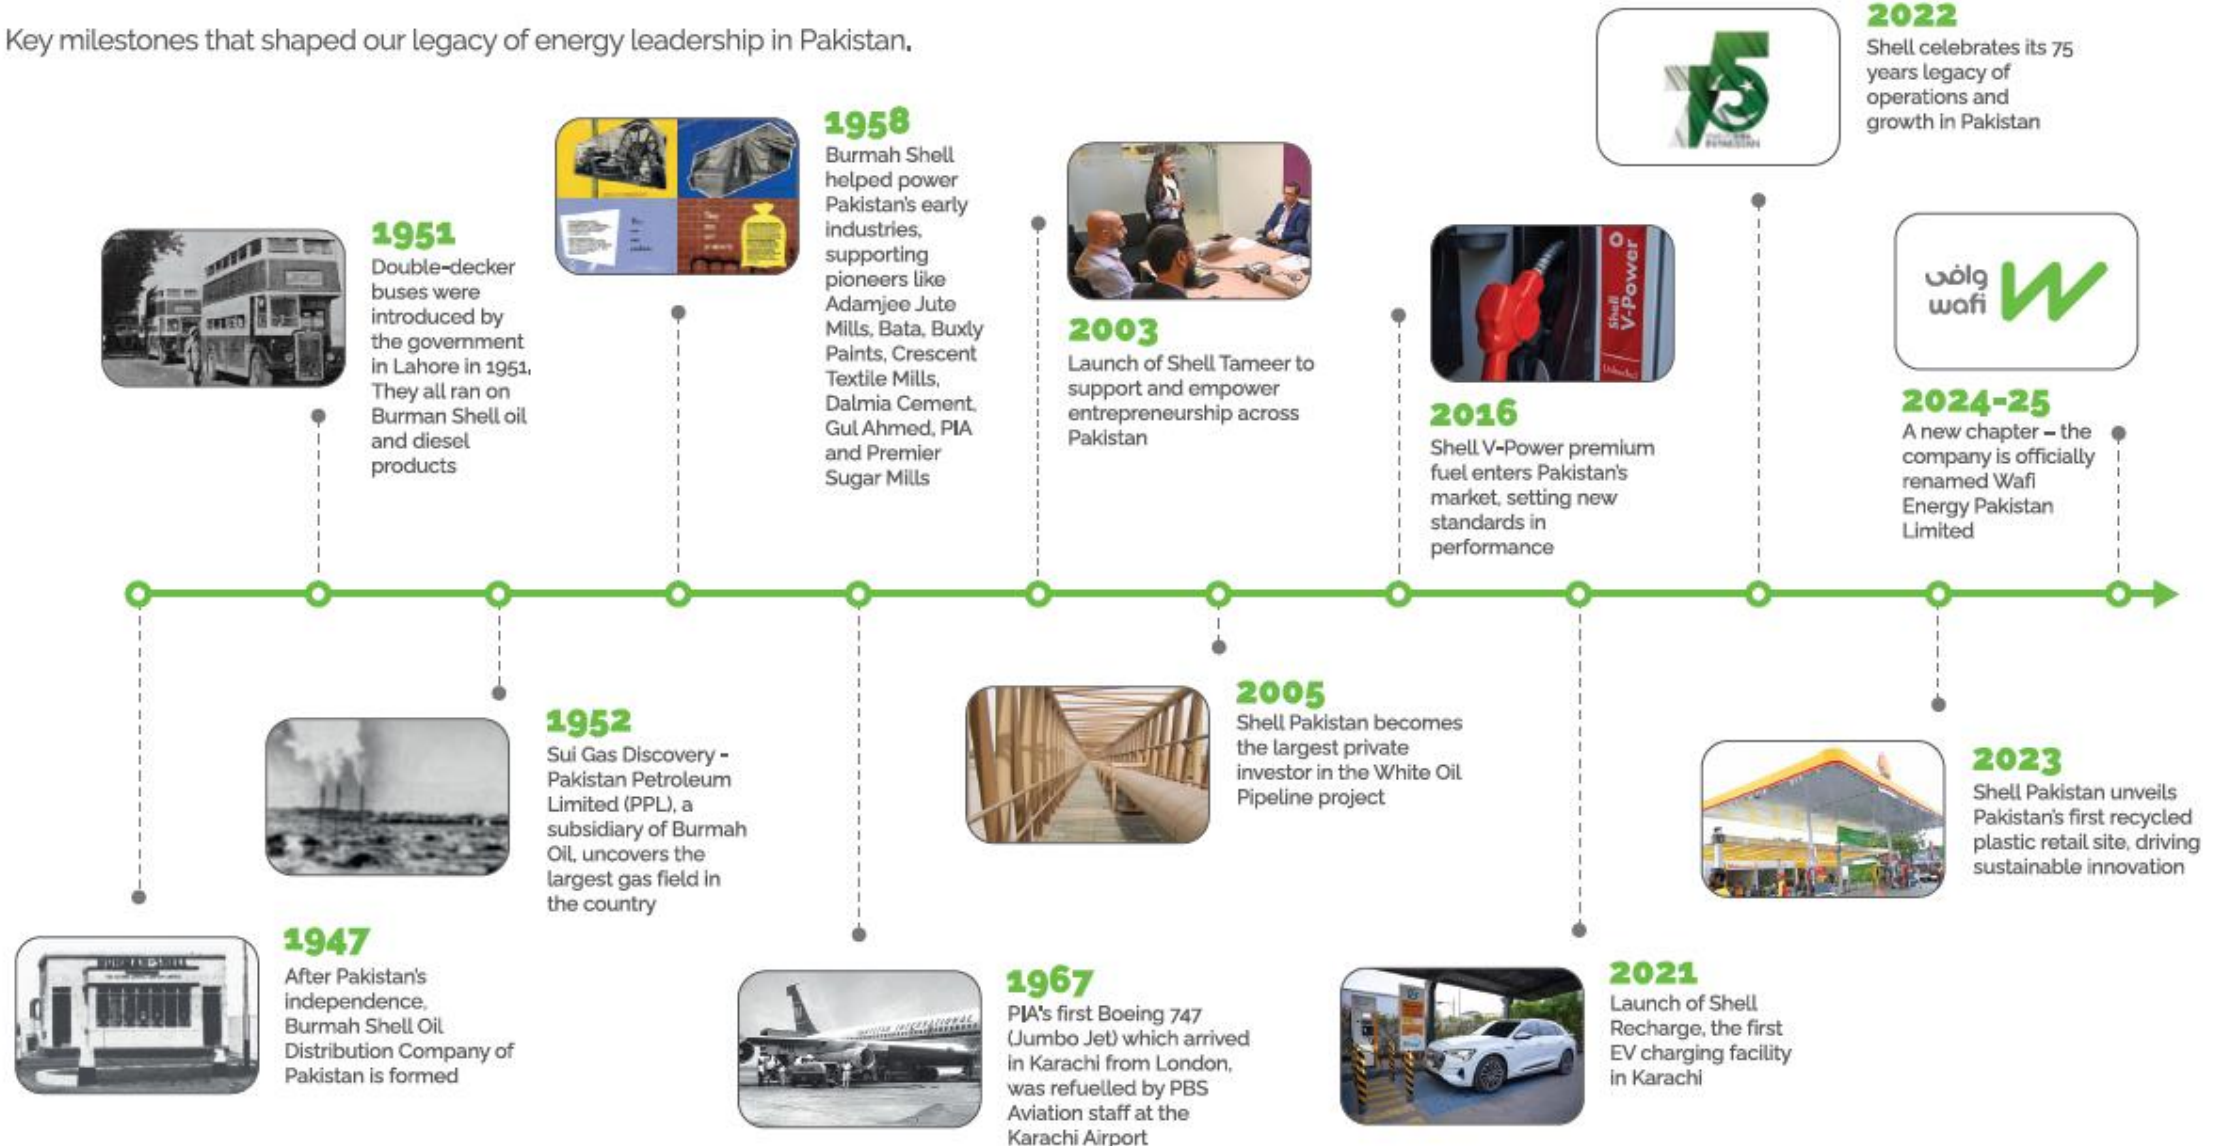 Key milestones that shaped our legacy of energy leadership in Pakistan.
1947
After Pakistan's
independence,
Burmah Shell Oil
Distribution Company of
Pakistan is formed
BURMAH-SHELL
1951
Double-decker
buses were
introduced by
the government
in Lahore in 1951.
They all ran on
Burman Shell oil
and diesel
products
1952
Sui Gas Discovery -
Pakistan Petroleum
Limited (PPL), a
subsidiary of Burmah
Oil, uncovers the
largest gas field in
the country
1958
Burmah Shell
helped power
Pakistan's early
industries,
supporting
pioneers like
Adamjee Jute
Mills, Bata, Buxly
Paints, Crescent
Textile Mills,
Dalmia Cement,
Gul Ahmed, PIA
and Premier
Sugar Mills
1967
PIA's first Boeing 747
(Jumbo Jet) which arrived
in Karachi from London,
was refuelled by PBS
Aviation staff at the
Karachi Airport
2003
Launch of Shell Tameer to
support and empower
entrepreneurship across
Pakistan
2005
Shell Pakistan becomes
the largest private
investor in the White Oil
Pipeline project
Shell
V-Power
2016
Shell V-Power premium
fuel enters Pakistan's
market, setting new
standards in
performance
2021
Launch of Shell
Recharge, the first
EV charging facility
in Karachi
75
2022
Shell celebrates its 75
years legacy of
operations and
growth in Pakistan
2023
Shell Pakistan unveils
Pakistan's first recycled
plastic retail site, driving
sustainable innovation
وافي
wafi
2024-25
A new chapter – the
company is officially
renamed Wafi
Energy Pakistan
Limited